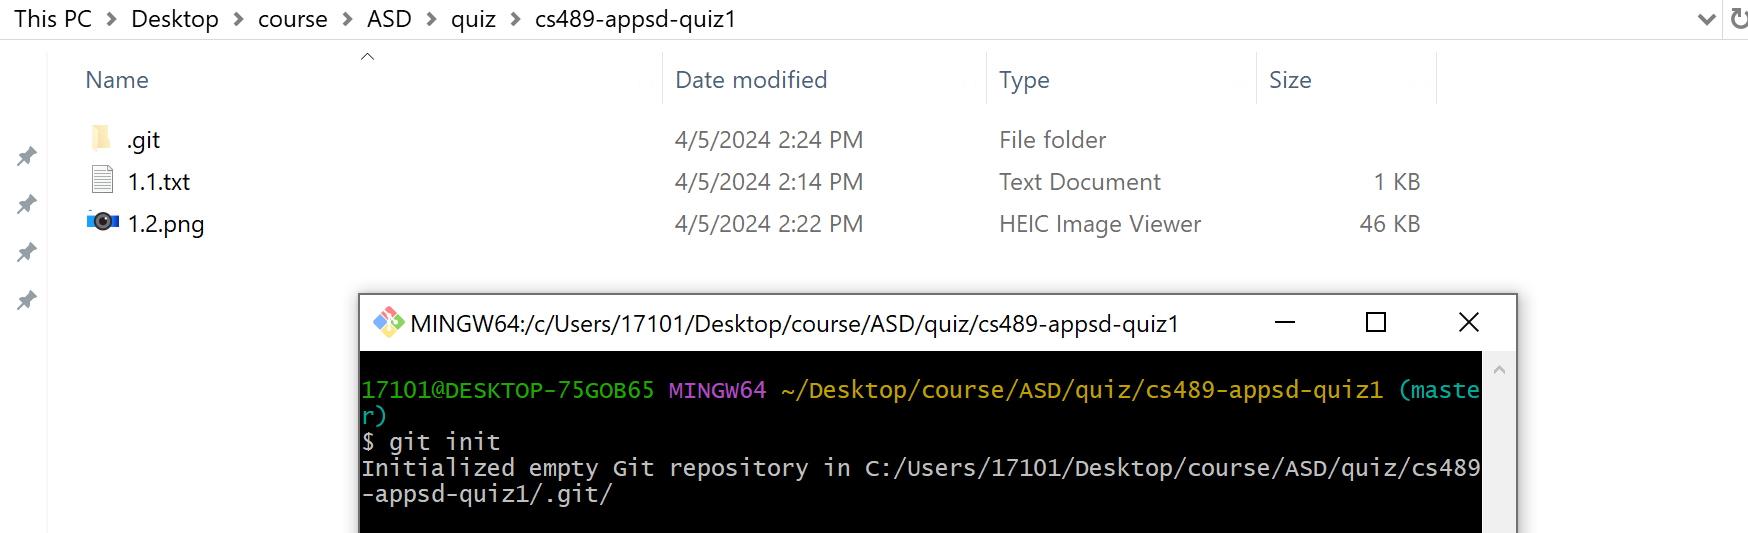 This PC > Desktop > course > ASD > quiz > cs489-appsd-quiz1
Name Date modified Type Size
.git 4/5/2024 2:24 PM File folder
1.1.txt 4/5/2024 2:14 PM Text Document 1 KB
1.2.png 4/5/2024 2:22 PM HEIC Image Viewer 46 KB
MINGW64:/c/Users/17101/Desktop/course/ASD/quiz/cs489-appsd-quiz1
17101@DESKTOP-75GOB65 MINGW64 ~/Desktop/course/ASD/quiz/cs489-appsd-quiz1 (maste
r)
$ git init
Initialized empty Git repository in C:/Users/17101/Desktop/course/ASD/quiz/cs489
-appsd-quiz1/.git/